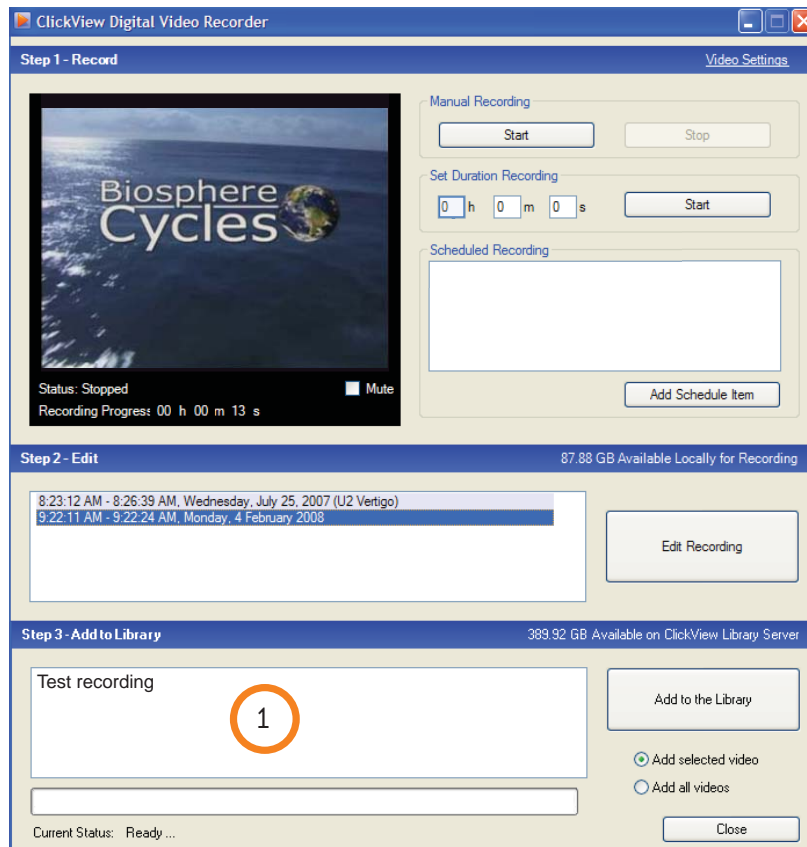 ClickView Digital Video Recorder
Step 1 - Record
Video Settings
Biosphere
Cycles
Status: Stopped
Mute
Recording Progress 00 h 00 m 13 s
Manual Recording
Start
Stop
Set Duration Recording
0 h 0 m 0 s
Start
Scheduled Recording
Add Schedule Item
Step 2 - Edit
87.88 GB Available Locally for Recording
8:23:12 AM - 8:26:39 AM, Wednesday, July 25, 2007 (U2 Vertigo)
9:22:11 AM - 9:22:24 AM, Monday, 4 February 2008
Edit Recording
Step 3 - Add to Library
389.92 GB Available on ClickView Library Server
Test recording
1
Add to the Library
Add selected video
Add all videos
Current Status: Ready ...
Close